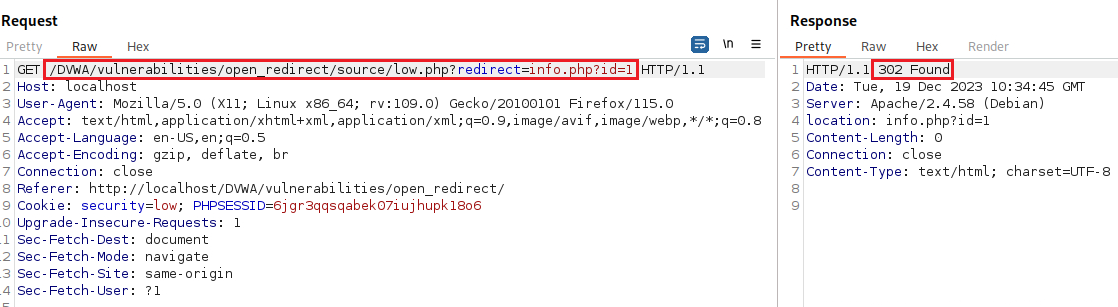 Request
Pretty Raw Hex \n
1 GET /DVWA/vulnerabilities/open_redirect/source/low.php?redirect=info.php?id=1 HTTP/1.1
2 Host: localhost
3 User-Agent: Mozilla/5.0 (X11; Linux x86_64; rv:109.0) Gecko/20100101 Firefox/115.0
4 Accept: text/html,application/xhtml+xml,application/xml;q=0.9,image/avif,image/webp,*/*;q=0.8
5 Accept-Language: en-US,en;q=0.5
6 Accept-Encoding: gzip, deflate, br
7 Connection: close
8 Referer: http://localhost/DVWA/vulnerabilities/open_redirect/
9 Cookie: security=low; PHPSESSID=6jgr3qqsqabek07iujhupk18o6
0 Upgrade-Insecure-Requests: 1
1 Sec-Fetch-Dest: document
2 Sec-Fetch-Mode: navigate
3 Sec-Fetch-Site: same-origin
4 Sec-Fetch-User: ?1
Response
Pretty Raw Hex Render
1 HTTP/1.1 302 Found
2 Date: Tue, 19 Dec 2023 10:34:45 GMT
3 Server: Apache/2.4.58 (Debian)
4 location: info.php?id=1
5 Content-Length: 0
6 Connection: close
7 Content-Type: text/html; charset=UTF-8
8
9